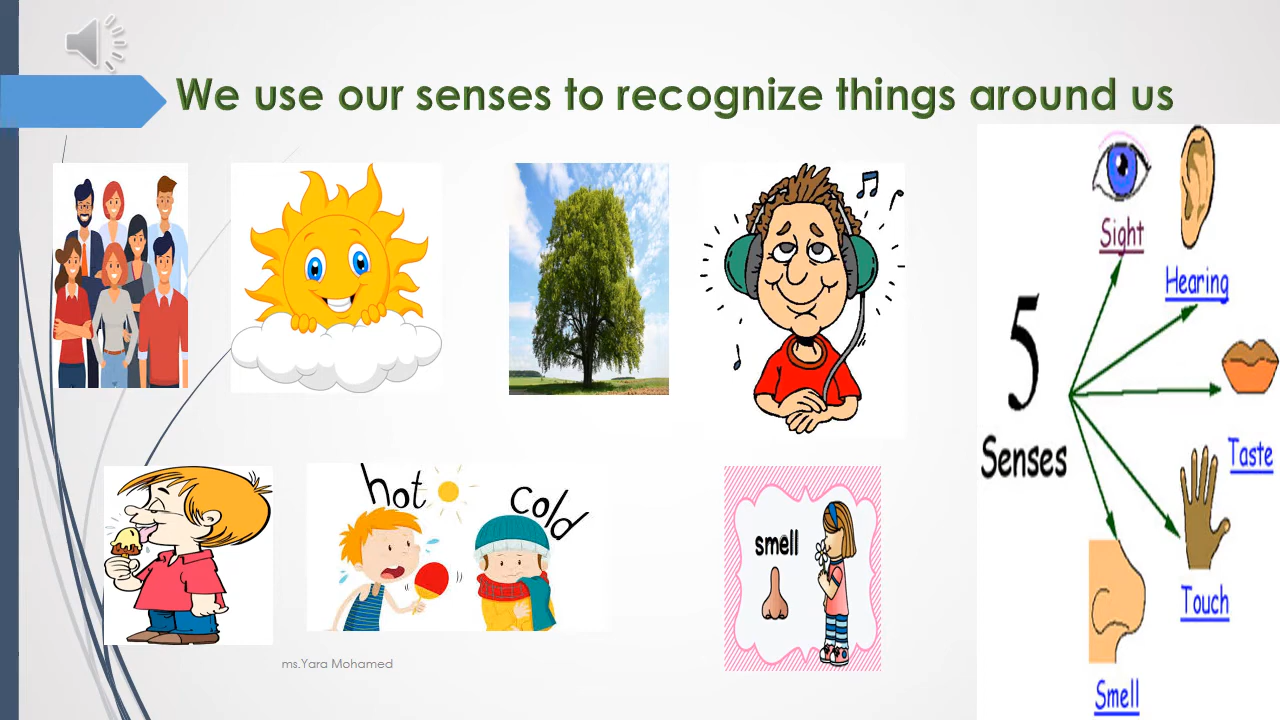 We use our senses to recognize things around us
Sight
Hearing
5
Senses
Taste
Touch
Smell
hot
cold
smell
ms.Yara Mohamed